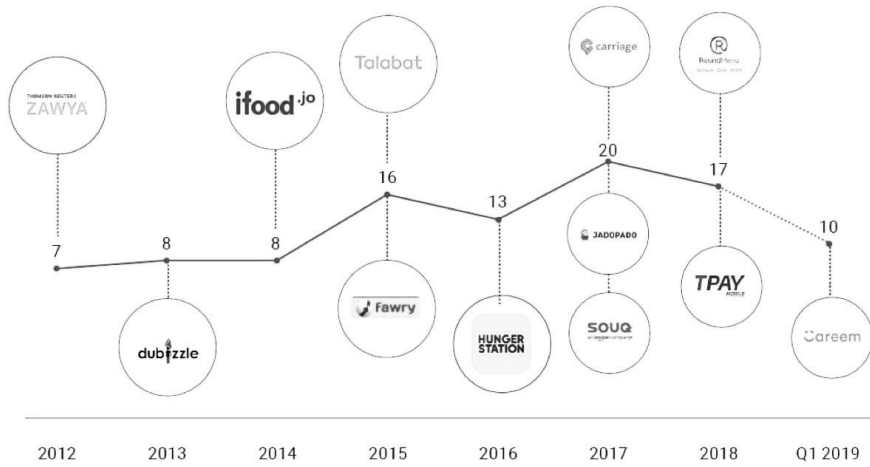 THOMSON REUTERS
ZAWYA
7
2012
8
dubizzle
2013
ifood.jo
8
2014
Talabat
16
fawry
2015
13
HUNGER
STATION
2016
carriage
20
JADOPADO
SOUQ
2017
RoundMenu
17
TPAY
MOBILE
2018
10
Careem
Q1 2019